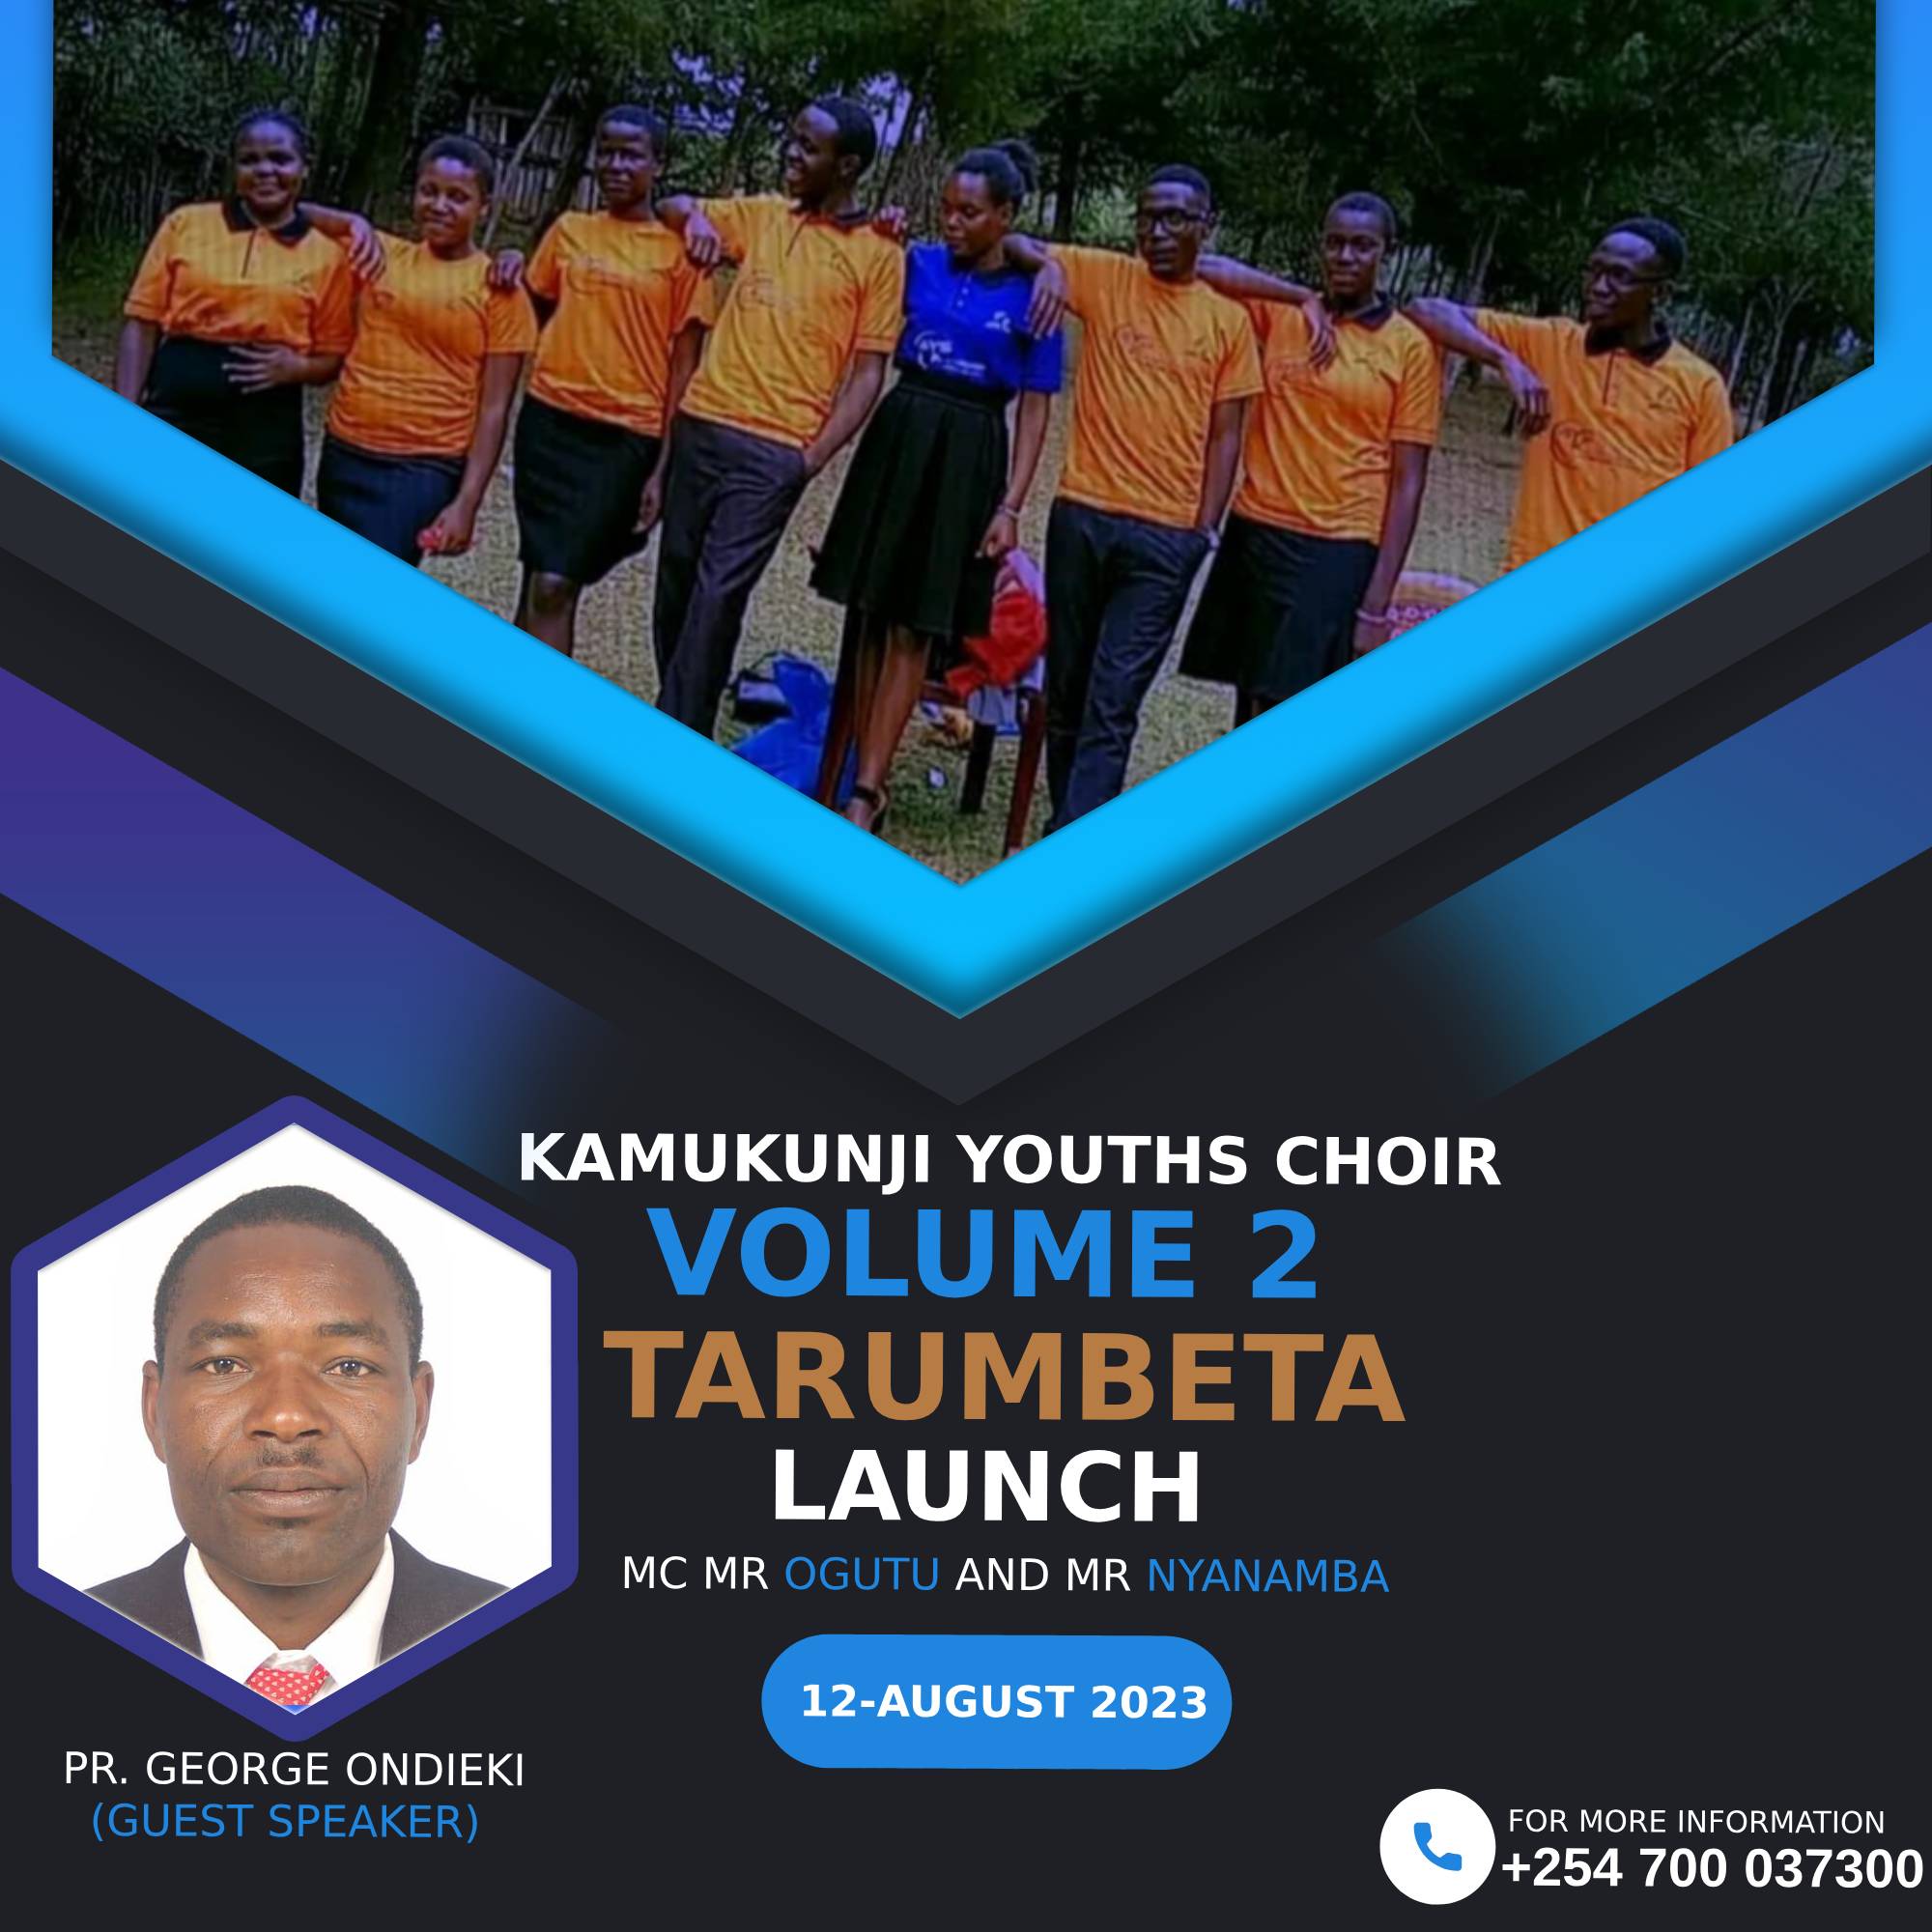 KAMUKUNJI YOUTHS CHOIR
VOLUME 2
TARUMBETA
LAUNCH
MC MR OGUTU AND MR NYANAMBA
12-AUGUST 2023
PR. GEORGE ONDIEKI
(GUEST SPEAKER)
FOR MORE INFORMATION
+254 700 037300